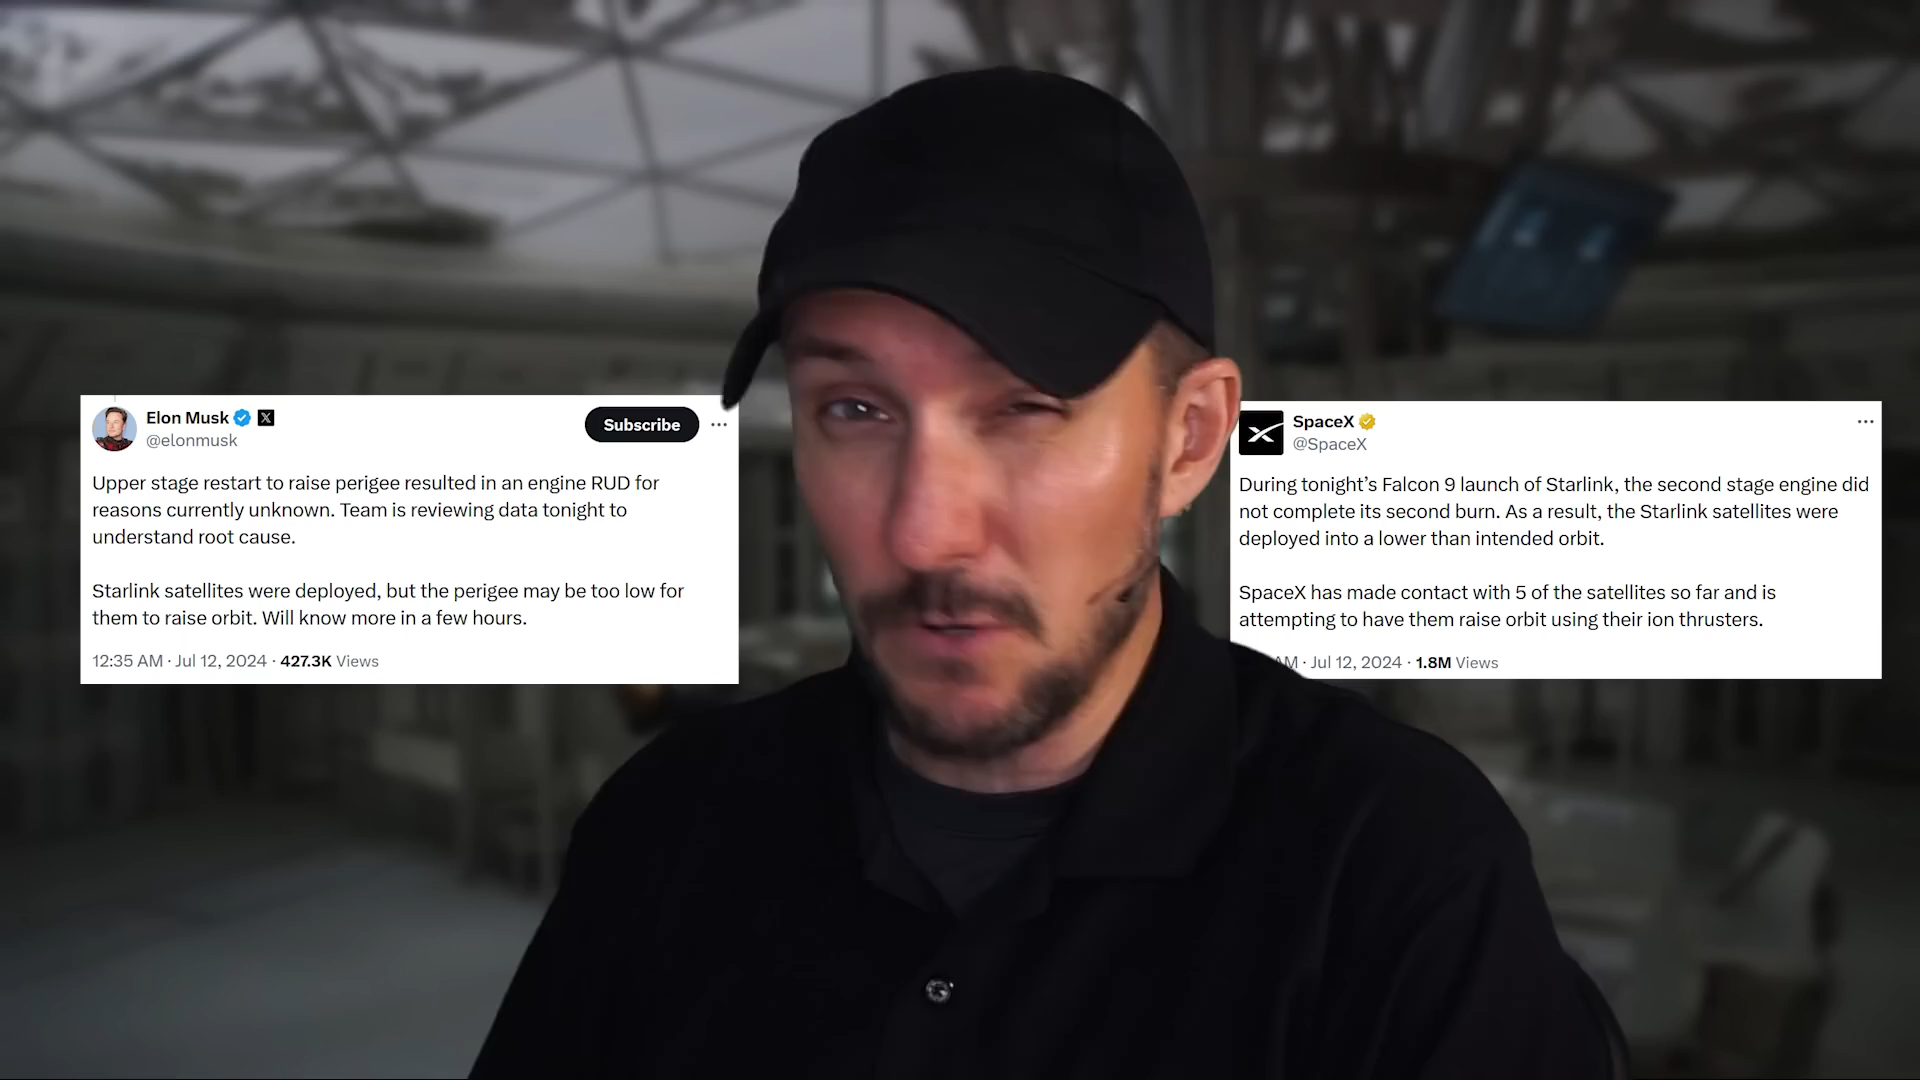 Elon Musk
@elonmusk
Subscribe
Upper stage restart to raise perigee resulted in an engine RUD for
reasons currently unknown. Team is reviewing data tonight to
understand root cause.
Starlink satellites were deployed, but the perigee may be too low for
them to raise orbit. Will know more in a few hours.
12:35 AM · Jul 12, 2024 · 427.3K Views
SpaceX
@SpaceX
During tonight’s Falcon 9 launch of Starlink, the second stage engine did
not complete its second burn. As a result, the Starlink satellites were
deployed into a lower than intended orbit.
SpaceX has made contact with 5 of the satellites so far and is
attempting to have them raise orbit using their ion thrusters.
AM · Jul 12, 2024 · 1.8M Views